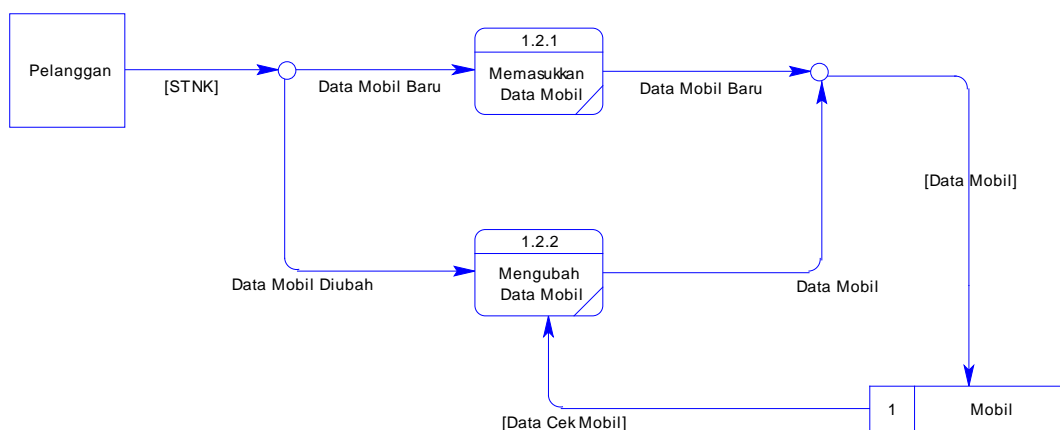 Pelanggan
[STNK]
Data Mobil Baru
1.2.1
Memasukkan
Data Mobil
Data Mobil Baru
[Data Mobil]
Data Mobil Diubah
1.2.2
Mengubah
Data Mobil
Data Mobil
[Data Cek Mobil]
1
Mobil